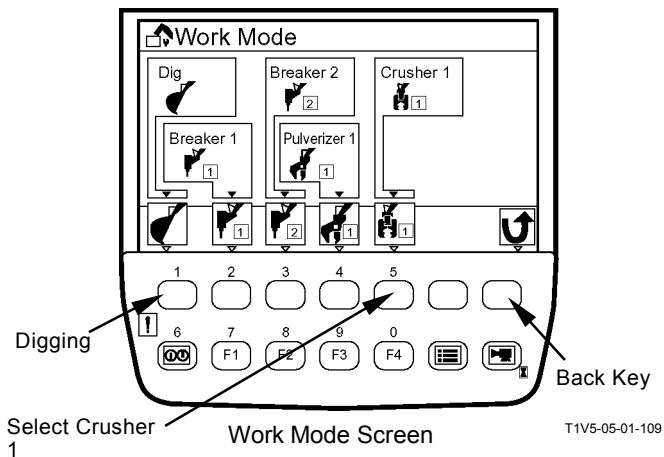 Work Mode
Dig
Breaker 2
Crusher 1
2
1
Breaker 1
Pulverizer 1
1
1
1
2
1
1
1 2 3 4 5
!
6 7 8 9 0
F1 F2 F3 F4
Digging
Back Key
Select Crusher
1
Work Mode Screen
T1V5-05-01-109